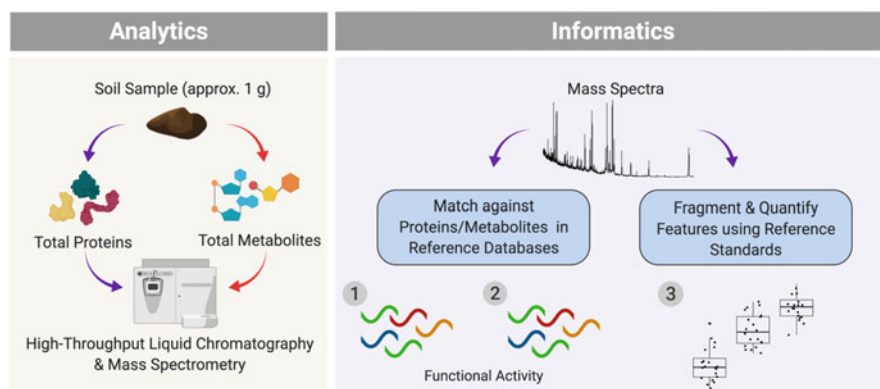 Analytics
Informatics
Soil Sample (approx. 1 g)
Total Proteins
Total Metabolites
High-Throughput Liquid Chromatography
& Mass Spectrometry
Mass Spectra
Match against
Proteins/Metabolites in
Reference Databases
Fragment & Quantify
Features using Reference
Standards
1
2
3
Functional Activity